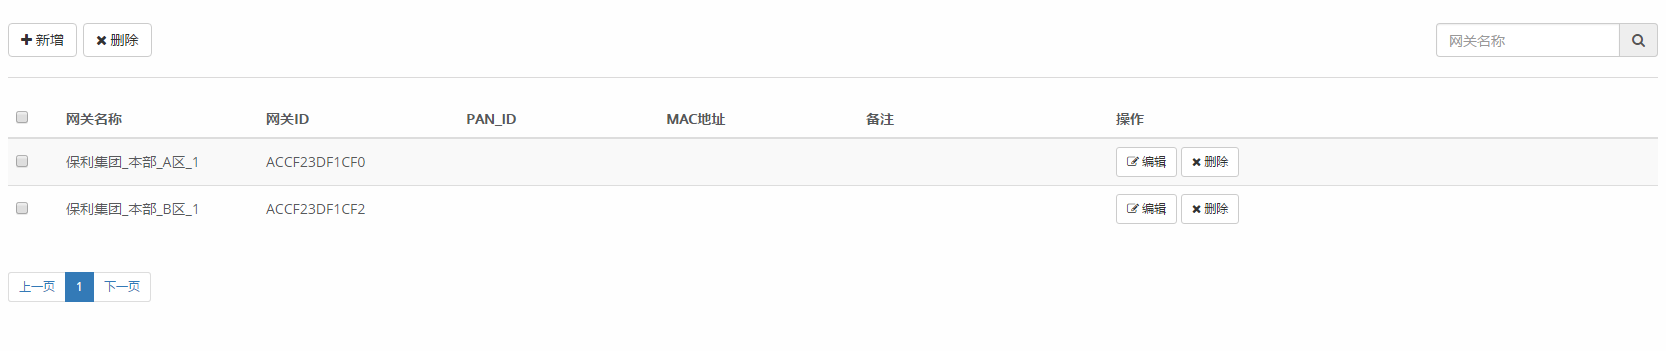 新增 删除 网关名称
网关名称 网关ID PAN_ID MAC地址 备注 操作
保利集团_本部_A区_1 ACCF23DF1CF0 编辑 删除
保利集团_本部_B区_1 ACCF23DF1CF2 编辑 删除
上一页 1 下一页